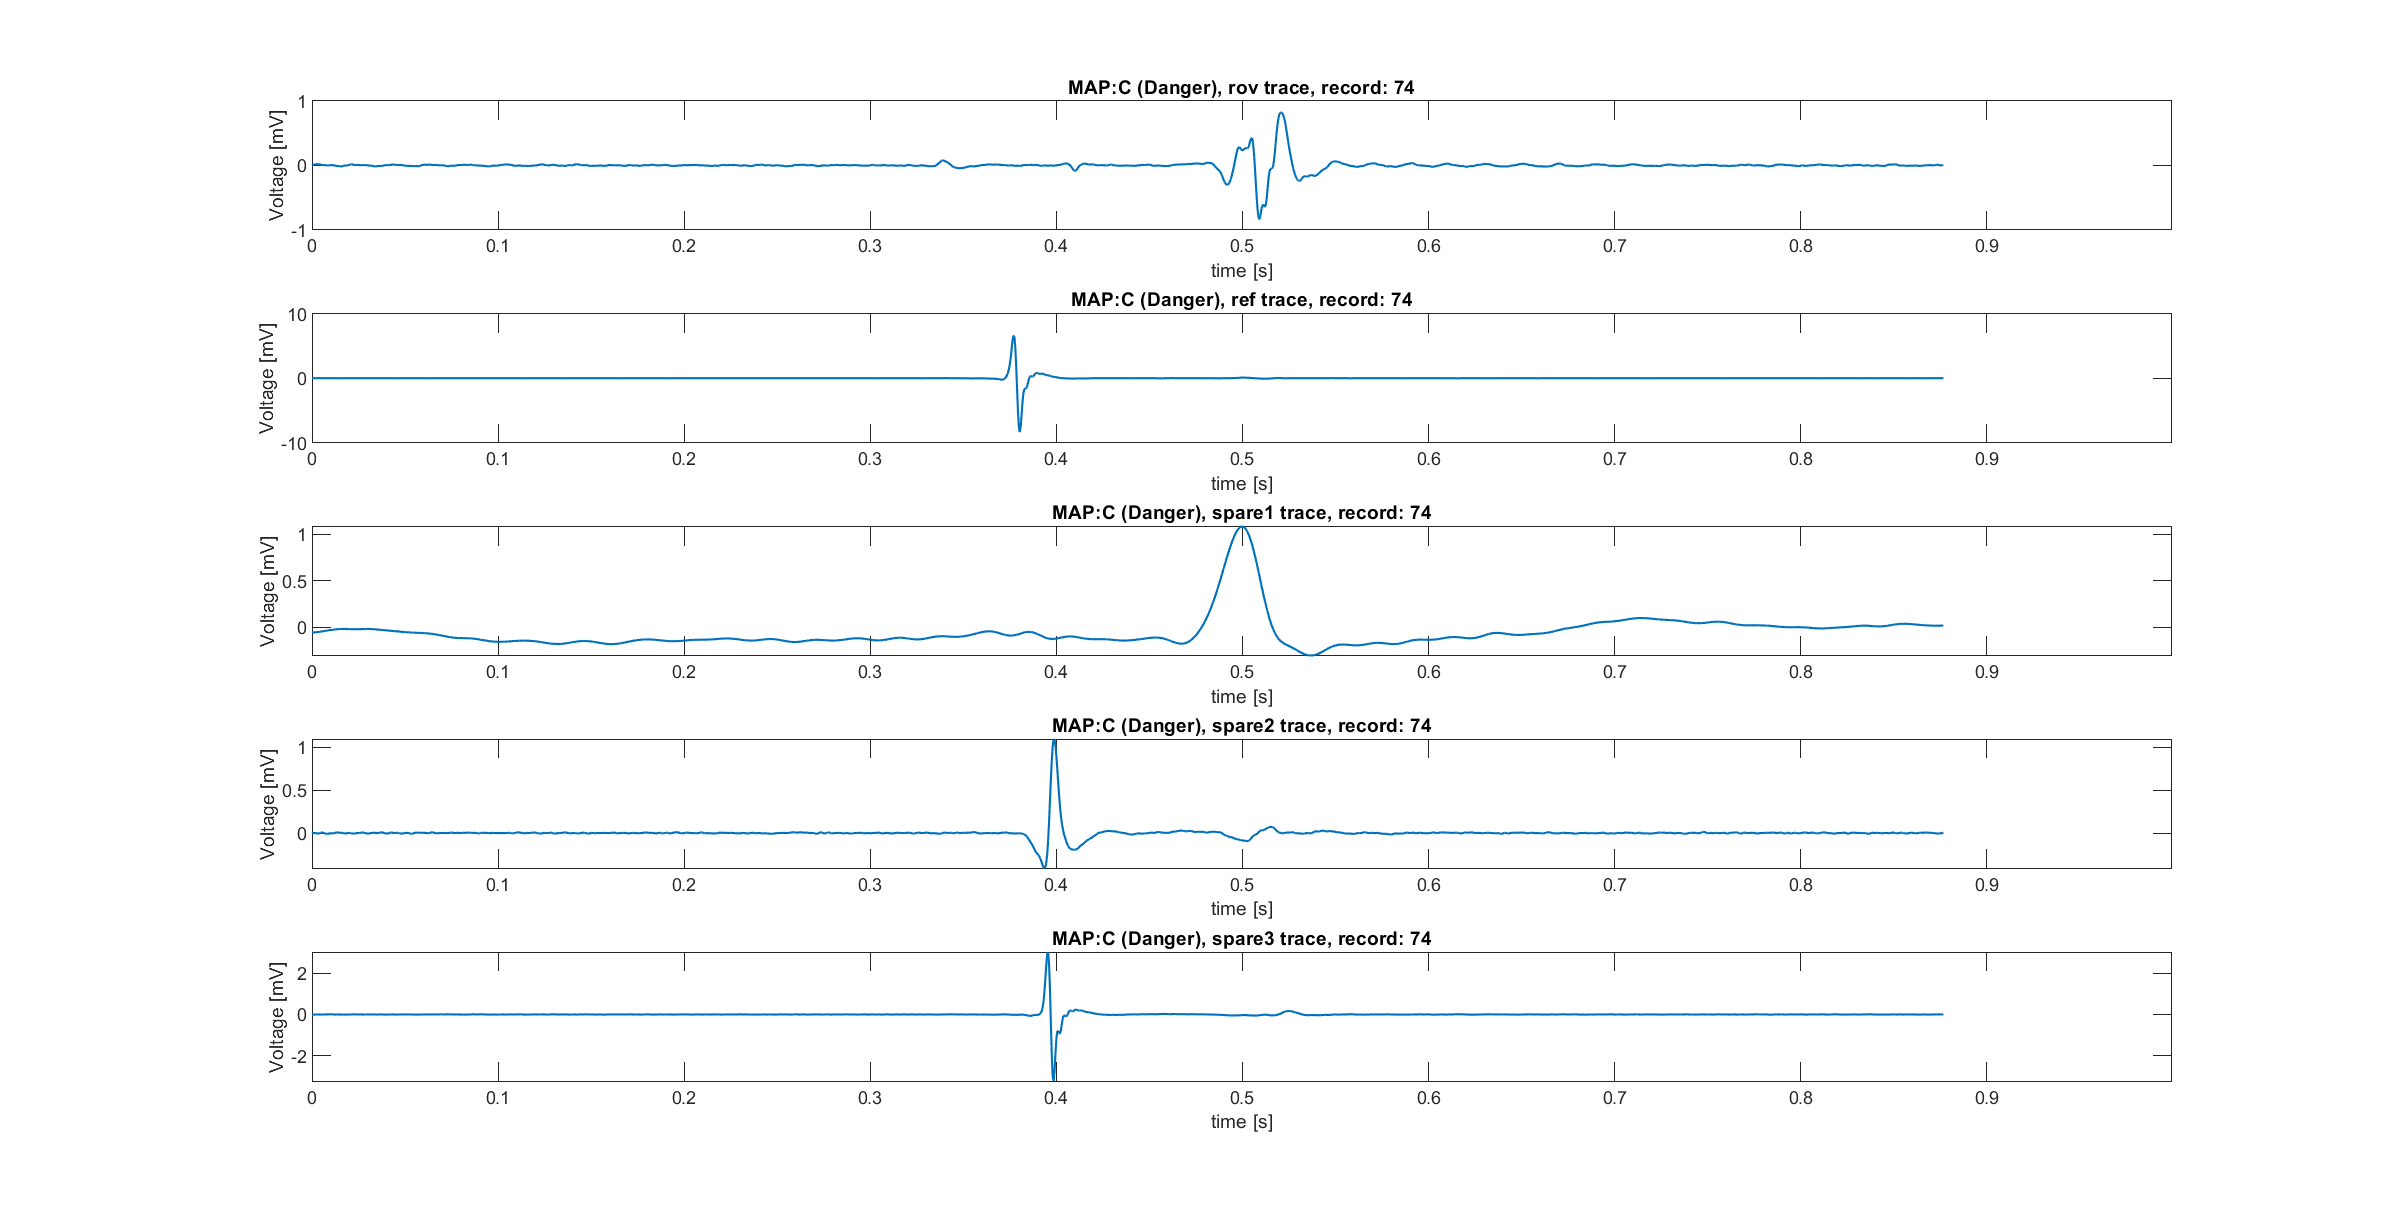 MAP:C (Danger), rov trace, record: 74
Voltage [mV]
1
0
-1
0 0.1 0.2 0.3 0.4 0.5 0.6 0.7 0.8 0.9
time [s]
MAP:C (Danger), ref trace, record: 74
Voltage [mV]
10
0
-10
0 0.1 0.2 0.3 0.4 0.5 0.6 0.7 0.8 0.9
time [s]
MAP:C (Danger), spare1 trace, record: 74
Voltage [mV]
1
0.5
0
0 0.1 0.2 0.3 0.4 0.5 0.6 0.7 0.8 0.9
time [s]
MAP:C (Danger), spare2 trace, record: 74
Voltage [mV]
1
0.5
0
0 0.1 0.2 0.3 0.4 0.5 0.6 0.7 0.8 0.9
time [s]
MAP:C (Danger), spare3 trace, record: 74
Voltage [mV]
2
0
-2
0 0.1 0.2 0.3 0.4 0.5 0.6 0.7 0.8 0.9
time [s]